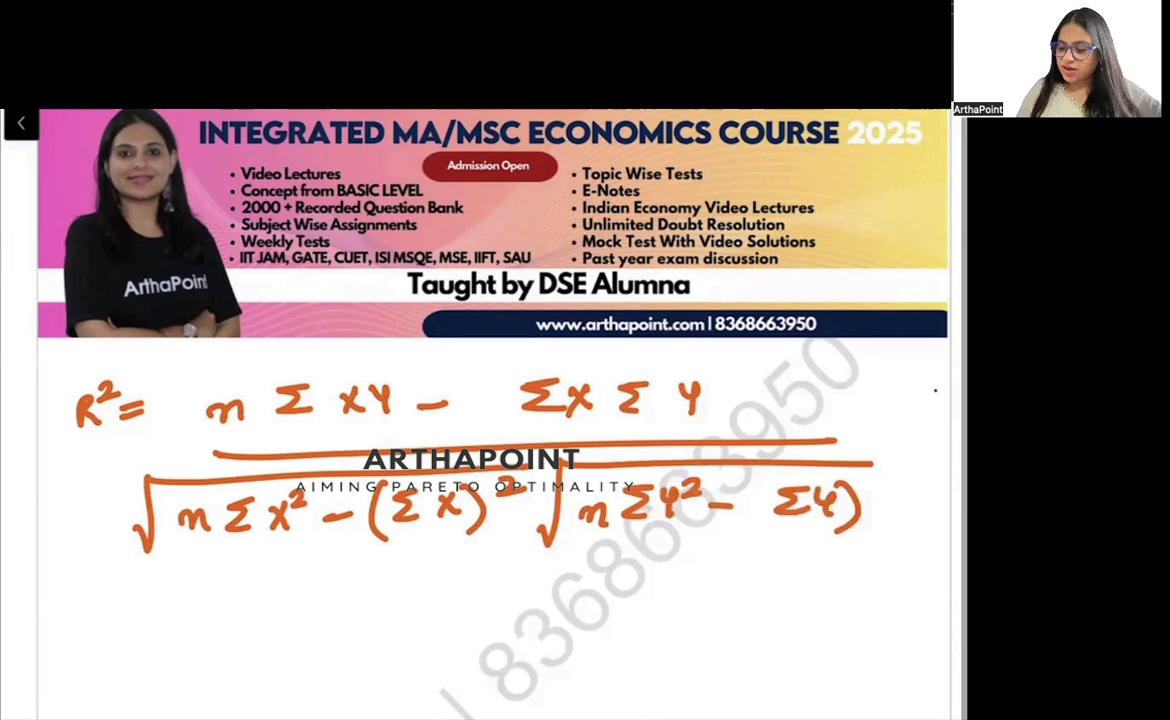 ArthaPoint
INTEGRATED MA/MSC ECONOMICS COURSE 2025
Admission Open
• Video Lectures
• Concept from BASIC LEVEL
• 2000 + Recorded Question Bank
• Subject Wise Assignments
• Weekly Tests
• IIT JAM, GATE, CUET, ISI MSQE, MSE, IIFT, SAU
• Topic Wise Tests
• E-Notes
• Indian Economy Video Lectures
• Unlimited Doubt Resolution
• Mock Test With Video Solutions
• Past year exam discussion
ArthaPoint
Taught by DSE Alumna
www.arthapoint.com | 8368663950
R² = n Σ XY - ΣX Σ Y
ARTHAPOINT
AIMING PARETO OPTIMALITY
√n Σ X² - (Σ X)² √n ΣY² - ΣY)
| 8368663950